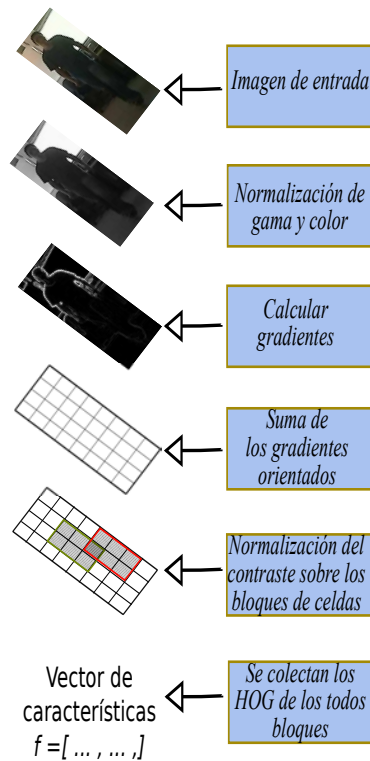 Imagen de entrada
Normalización de
gama y color
Calcular
gradientes
Suma de
los gradientes
orientados
Normalización del
contraste sobre los
bloques de celdas
Vector de
características
f =[ ... , ... ,]
Se colectan los
HOG de los todos
bloques